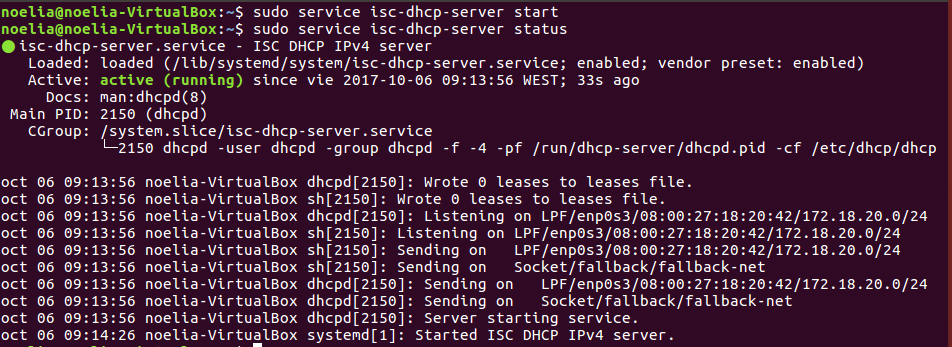 noelia@noelia-VirtualBox:~$ sudo service isc-dhcp-server start
noelia@noelia-VirtualBox:~$ sudo service isc-dhcp-server status
● isc-dhcp-server.service - ISC DHCP IPv4 server
   Loaded: loaded (/lib/systemd/system/isc-dhcp-server.service; enabled; vendor preset: enabled)
   Active: active (running) since vie 2017-10-06 09:13:56 WEST; 33s ago
     Docs: man:dhcpd(8)
 Main PID: 2150 (dhcpd)
   CGroup: /system.slice/isc-dhcp-server.service
           └─2150 dhcpd -user dhcpd -group dhcpd -f -4 -pf /run/dhcp-server/dhcpd.pid -cf /etc/dhcp/dhcp
oct 06 09:13:56 noelia-VirtualBox dhcpd[2150]: Wrote 0 leases to leases file.
oct 06 09:13:56 noelia-VirtualBox sh[2150]: Wrote 0 leases to leases file.
oct 06 09:13:56 noelia-VirtualBox dhcpd[2150]: Listening on LPF/enp0s3/08:00:27:18:20:42/172.18.20.0/24
oct 06 09:13:56 noelia-VirtualBox sh[2150]: Listening on LPF/enp0s3/08:00:27:18:20:42/172.18.20.0/24
oct 06 09:13:56 noelia-VirtualBox sh[2150]: Sending on   LPF/enp0s3/08:00:27:18:20:42/172.18.20.0/24
oct 06 09:13:56 noelia-VirtualBox sh[2150]: Sending on   Socket/fallback/fallback-net
oct 06 09:13:56 noelia-VirtualBox dhcpd[2150]: Sending on   LPF/enp0s3/08:00:27:18:20:42/172.18.20.0/24
oct 06 09:13:56 noelia-VirtualBox dhcpd[2150]: Sending on   Socket/fallback/fallback-net
oct 06 09:13:56 noelia-VirtualBox dhcpd[2150]: Server starting service.
oct 06 09:14:26 noelia-VirtualBox systemd[1]: Started ISC DHCP IPv4 server.